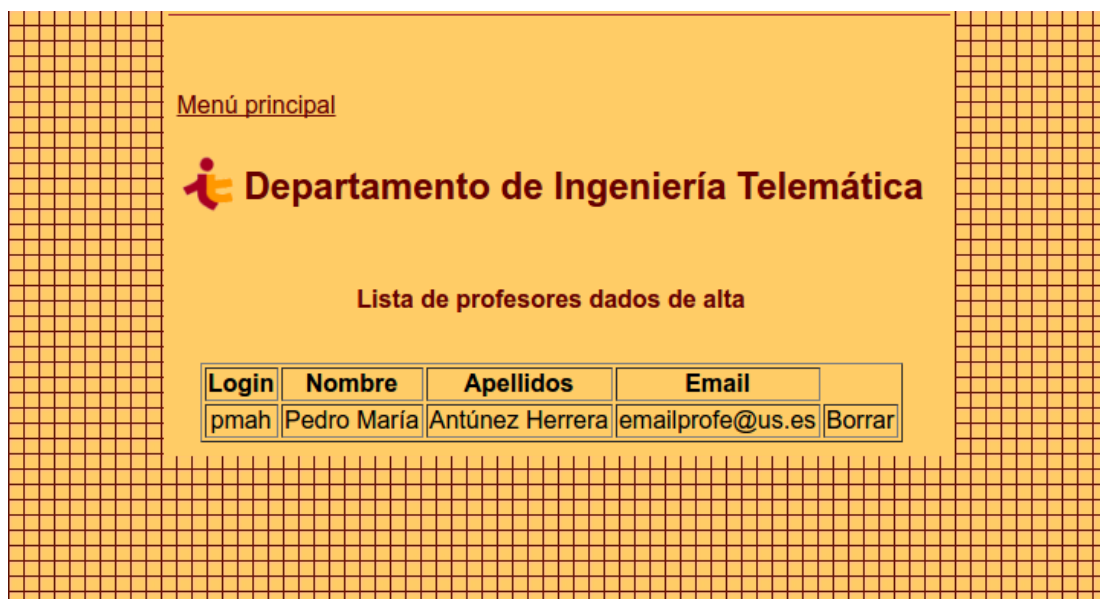 Menú principal
Departamento de Ingeniería Telemática
Lista de profesores dados de alta
Login Nombre Apellidos Email
pmah Pedro María Antúnez Herrera emailprofe@us.es Borrar